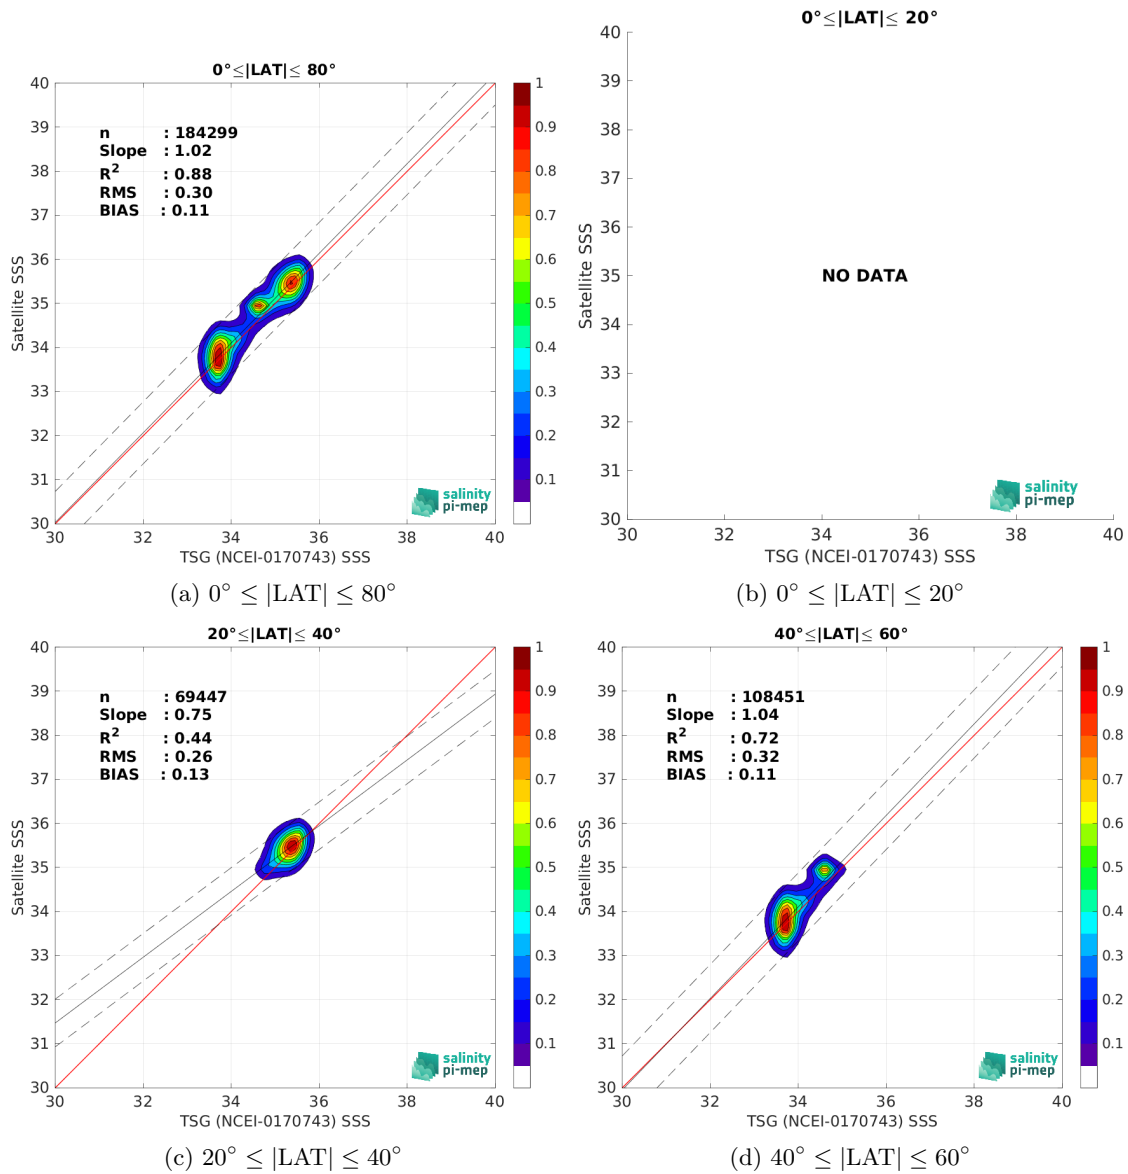 0°≤|LAT|≤ 80°
n : 184299
Slope : 1.02
R² : 0.88
RMS : 0.30
BIAS : 0.11
40
39
38
37
36
35
34
33
32
31
30
Satellite SSS
30 32 34 36 38 40
TSG (NCEI-0170743) SSS
1
0.9
0.8
0.7
0.6
0.5
0.4
0.3
0.2
0.1
salinity
pi-mep
(a) 0° ≤ |LAT| ≤ 80°
0°≤|LAT|≤ 20°
40
39
38
37
36
35
34
33
32
31
30
Satellite SSS
NO DATA
30 32 34 36 38 40
TSG (NCEI-0170743) SSS
salinity
pi-mep
(b) 0° ≤ |LAT| ≤ 20°
20°≤|LAT|≤ 40°
n : 69447
Slope : 0.75
R² : 0.44
RMS : 0.26
BIAS : 0.13
40
39
38
37
36
35
34
33
32
31
30
Satellite SSS
30 32 34 36 38 40
TSG (NCEI-0170743) SSS
1
0.9
0.8
0.7
0.6
0.5
0.4
0.3
0.2
0.1
salinity
pi-mep
(c) 20° ≤ |LAT| ≤ 40°
40°≤|LAT|≤ 60°
n : 108451
Slope : 1.04
R² : 0.72
RMS : 0.32
BIAS : 0.11
40
39
38
37
36
35
34
33
32
31
30
Satellite SSS
30 32 34 36 38 40
TSG (NCEI-0170743) SSS
1
0.9
0.8
0.7
0.6
0.5
0.4
0.3
0.2
0.1
salinity
pi-mep
(d) 40° ≤ |LAT| ≤ 60°